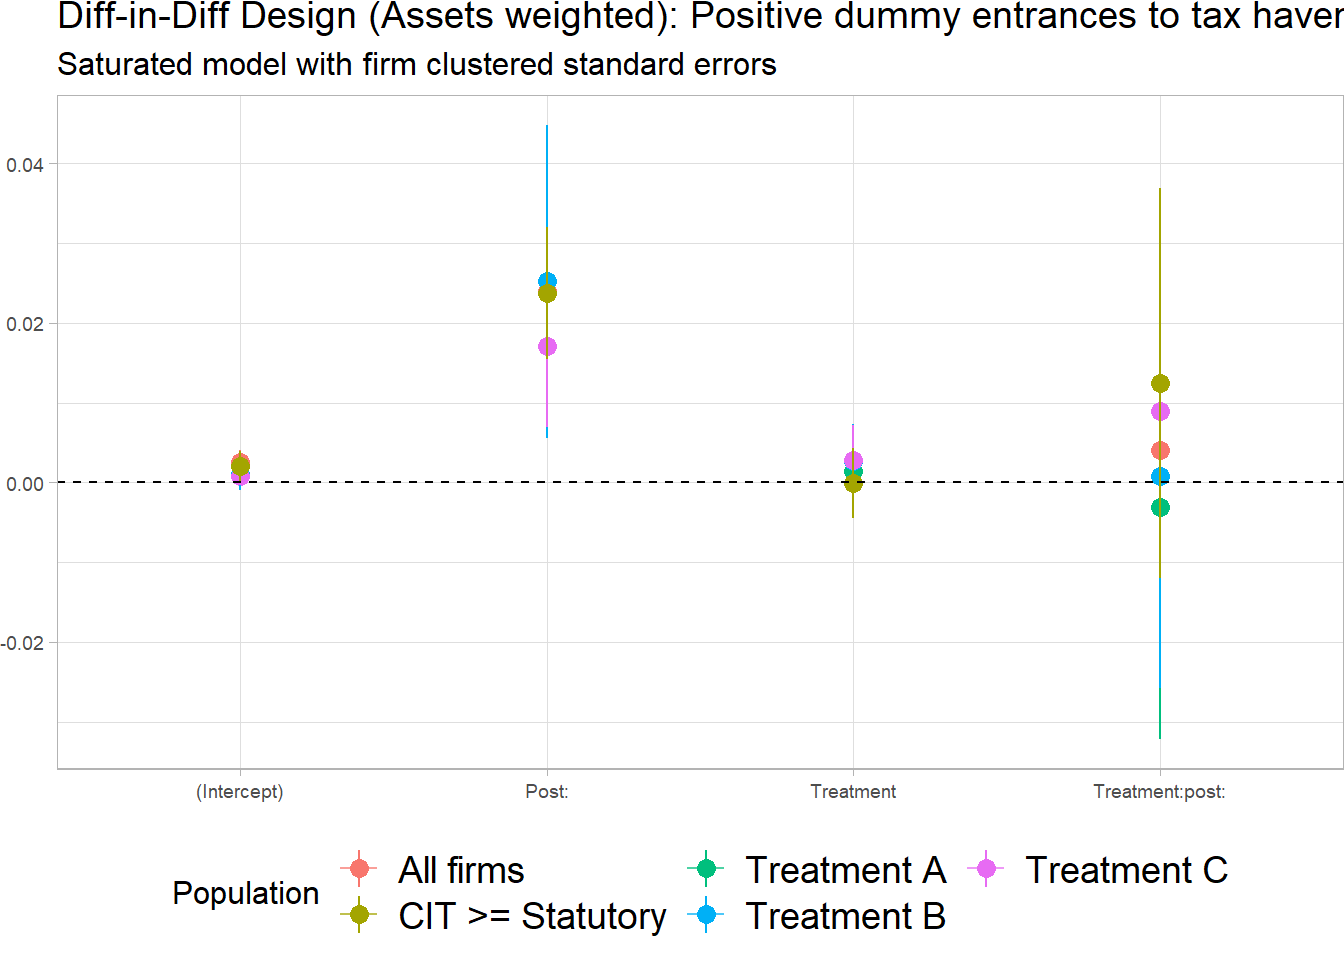 Diff-in-Diff Design (Assets weighted): Positive dummy entrances to tax haven
Saturated model with firm clustered standard errors
0.04
0.02
0.00
-0.02
(Intercept) Post: Treatment Treatment:post:
Population
All firms Treatment A Treatment C
CIT >= Statutory Treatment B